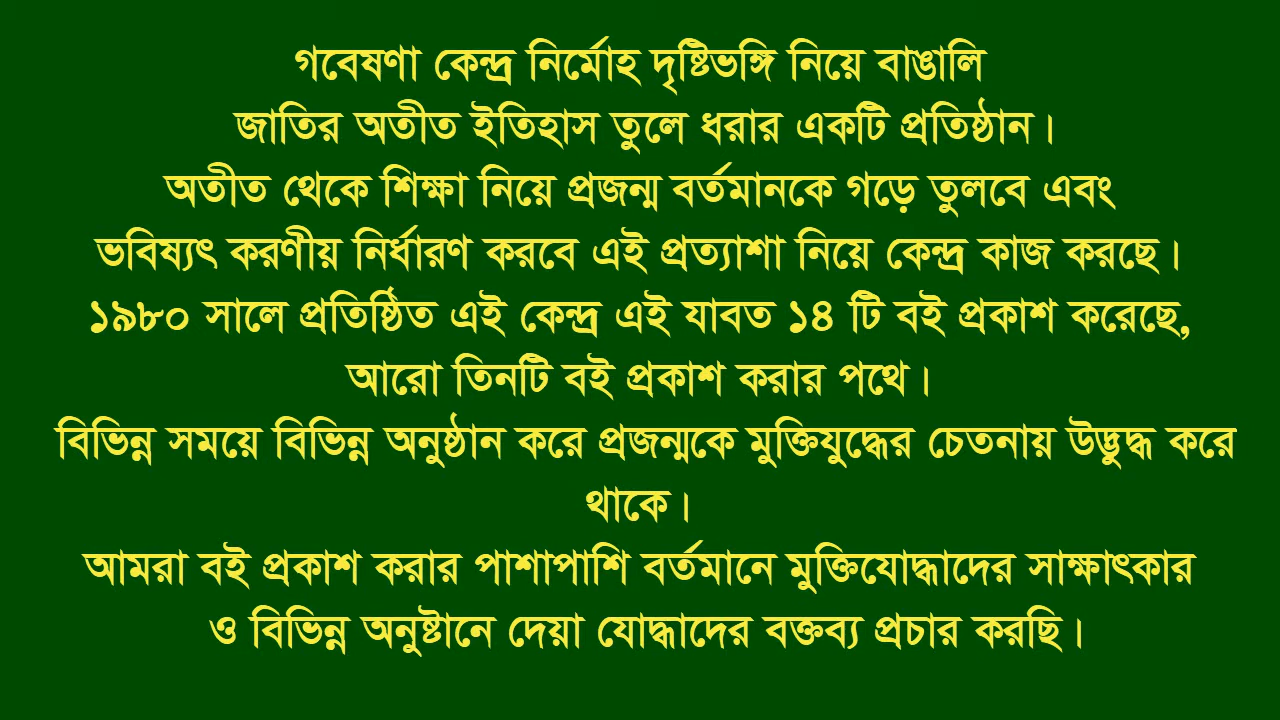 গবেষণা কেন্দ্র নির্মোহ দৃষ্টিভঙ্গি নিয়ে বাঙালি
জাতির অতীত ইতিহাস তুলে ধরার একটি প্রতিষ্ঠান।
অতীত থেকে শিক্ষা নিয়ে প্রজন্ম বর্তমানকে গড়ে তুলবে এবং
ভবিষ্যৎ করণীয় নির্ধারণ করবে এই প্রত্যাশা নিয়ে কেন্দ্র কাজ করছে।
১৯৮০ সালে প্রতিষ্ঠিত এই কেন্দ্র এই যাবত ১৪ টি বই প্রকাশ করেছে,
আরো তিনটি বই প্রকাশ করার পথে।
বিভিন্ন সময়ে বিভিন্ন অনুষ্ঠান করে প্রজন্মকে মুক্তিযুদ্ধের চেতনায় উদ্ভুদ্ধ করে
থাকে।
আমরা বই প্রকাশ করার পাশাপাশি বর্তমানে মুক্তিযোদ্ধাদের সাক্ষাৎকার
ও বিভিন্ন অনুষ্টানে দেয়া যোদ্ধাদের বক্তব্য প্রচার করছি।